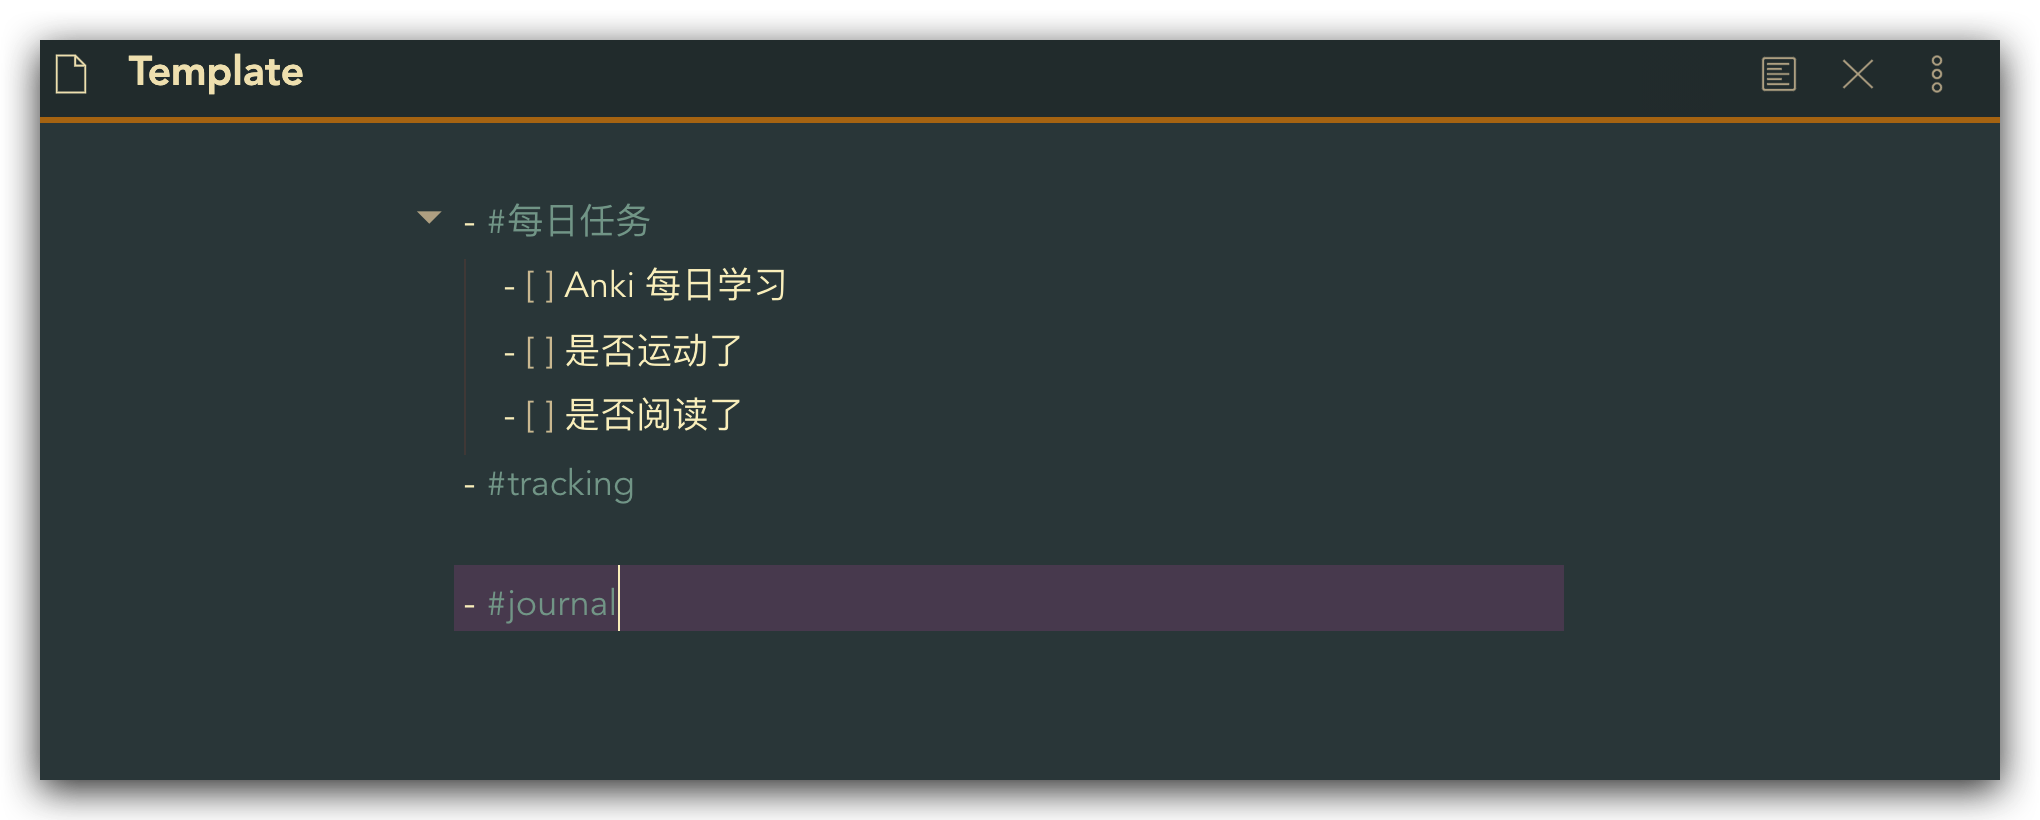 Template
- #每日任务
- [ ] Anki 每日学习
- [ ] 是否运动了
- [ ] 是否阅读了
- #tracking
- #journal